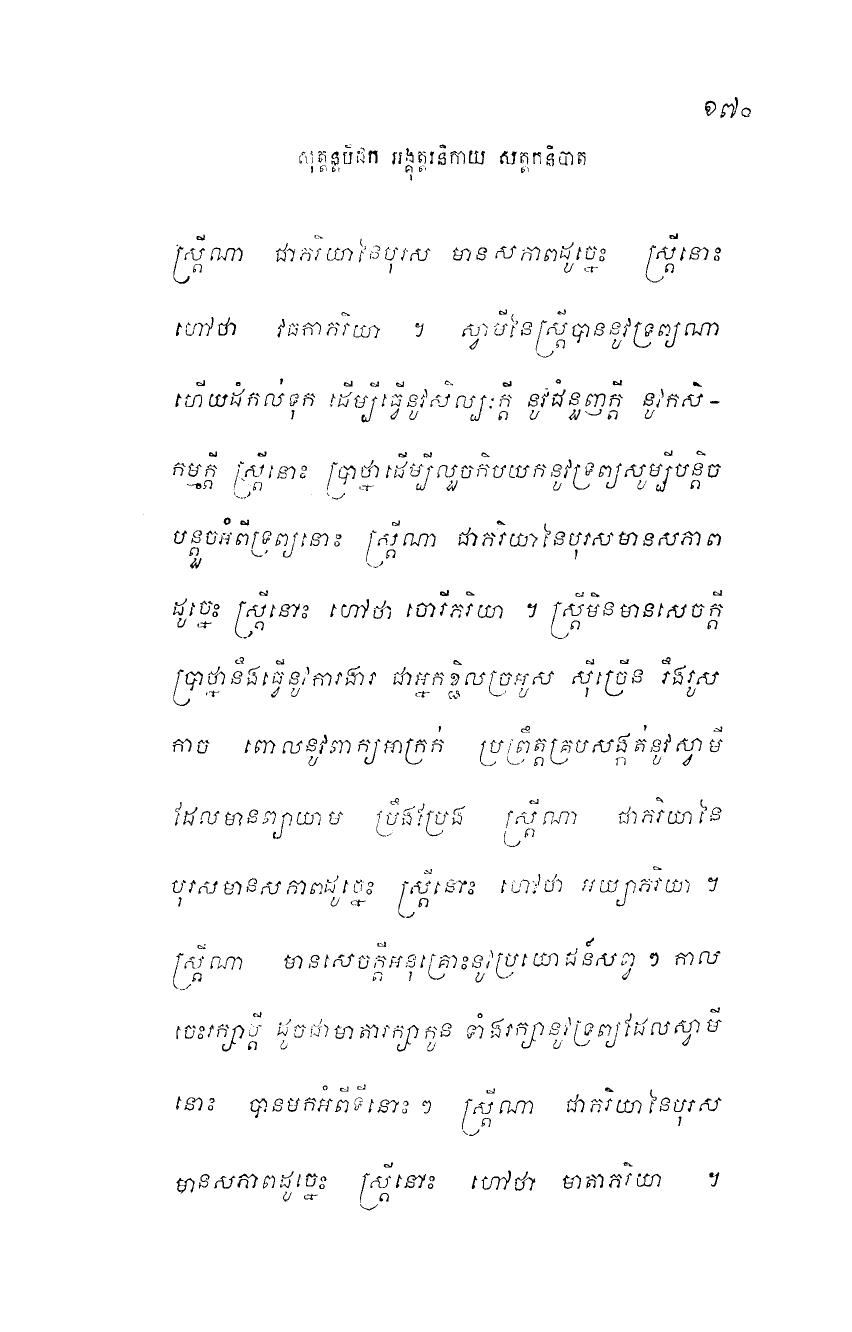 ១៧០
សុត្តន្តបិដក អង្គុត្តរនិកាយ សត្តកនិបាត
ស្ត្រីណា ជាភរិយានៃបុរស មានសភាពដូច្នេះ ស្ត្រីនោះ
ហៅថា វធកាភរិយា ។ ស្វាមីនៃស្ត្រីបាននូវទ្រព្យណា
ហើយដំកល់ទុក ដើម្បីធ្វើនូវសិល្បៈក្តី នូវជំនួញក្តី នូវកសិ-
កម្មក្តី ស្ត្រីនោះ ប្រាថ្នាដើម្បីលួចកិបយកនូវទ្រព្យសូម្បីបន្តិច
បន្តួចអំពីទ្រព្យនោះ ស្ត្រីណា ជាភរិយានៃបុរសមានសភាព
ដូច្នេះ ស្ត្រីនោះ ហៅថា ចោរីភរិយា ។ ស្ត្រីមិនមានសេចក្តី
ប្រាថ្នានឹងធ្វើនូវការងារ ជាអ្នកខ្ជិលច្រអូស ស៊ីច្រើន រឹងរូស
កាច ពោលនូវពាក្យអាក្រក់ ប្រព្រឹត្តគ្របសង្កត់នូវស្វាមី
ដែលមានព្យាយាម ប្រឹងប្រែង ស្ត្រីណា ជាភរិយានៃ
បុរសមានសភាពដូច្នេះ ស្ត្រីនោះ ហៅថា អយ្យាភរិយា ។
ស្ត្រីណា មានសេចក្តីអនុគ្រោះនូវប្រយោជន៍សព្វ ៗ កាល
ចេះរក្សាប្តី ដូចជាមាតារក្សាកូន ទាំងរក្សានូវទ្រព្យដែលស្វាមី
នោះ បានមកអំពីទីនោះ ៗ ស្ត្រីណា ជាភរិយានៃបុរស
មានសភាពដូច្នេះ ស្ត្រីនោះ ហៅថា មាតាភរិយា ។